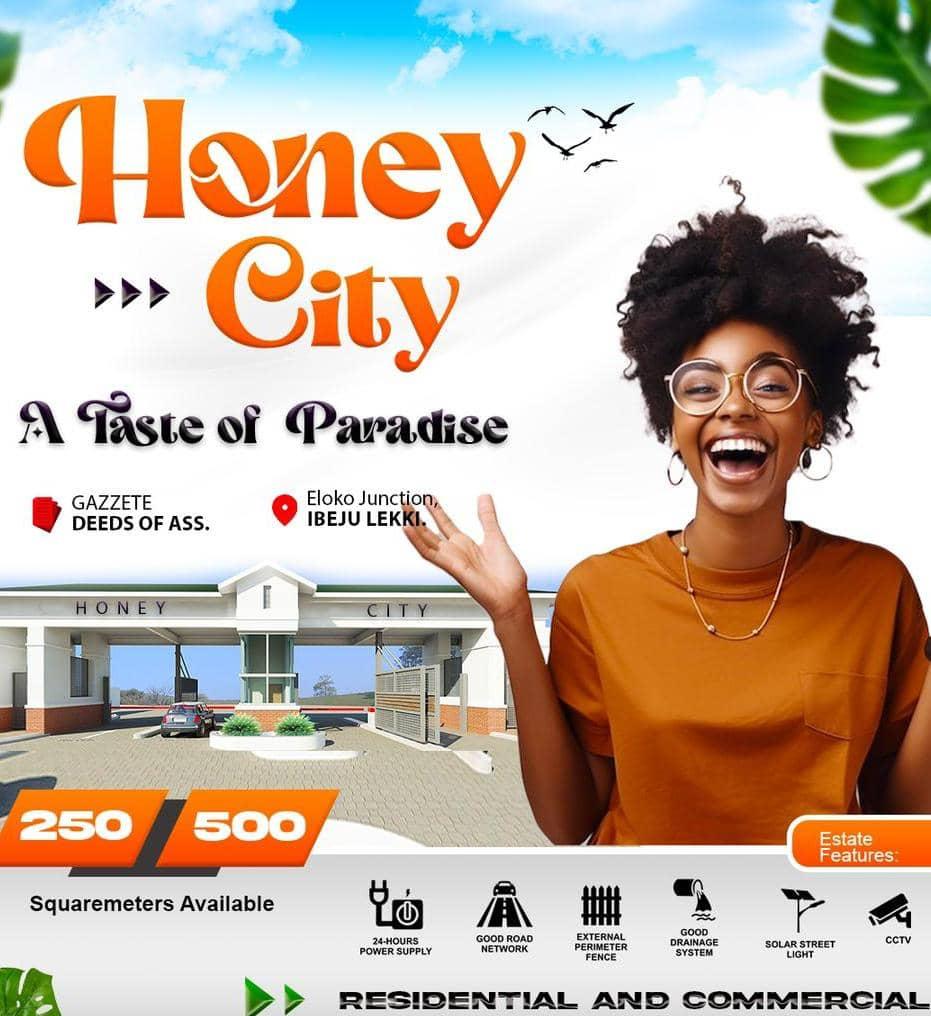 Honey
City
A Taste of Paradise
GAZZETE
DEEDS OF ASS.
Eloko Junction,
IBEJU LEKKI.
HONEY CITY
250 500
Squaremeters Available
Estate
Features:
24-HOURS
POWER SUPPLY
GOOD ROAD
NETWORK
EXTERNAL
PERIMETER
FENCE
GOOD
DRAINAGE
SYSTEM
SOLAR STREET
LIGHT
CCTV
RESIDENTIAL AND COMMERCIAL